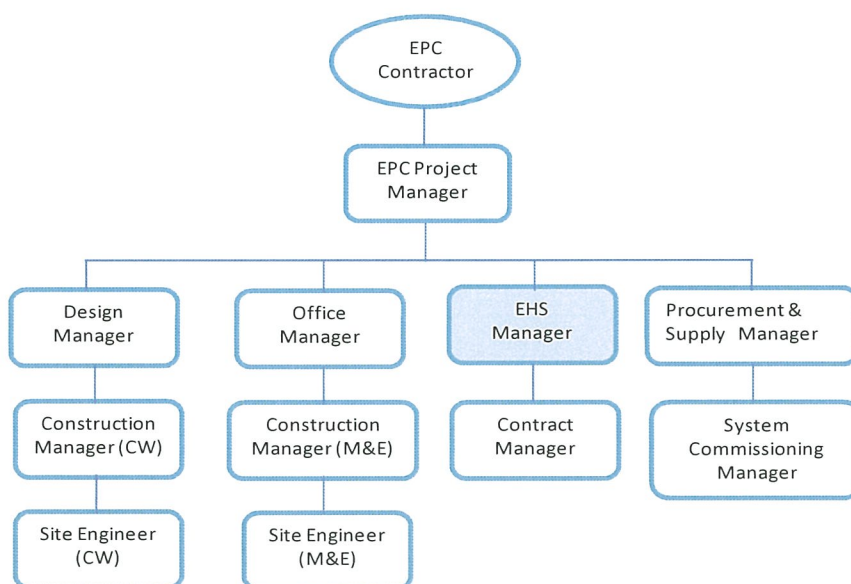 EPC
Contractor
EPC Project
Manager
Design
Manager
Office
Manager
EHS
Manager
Procurement &
Supply Manager
Construction
Manager (CW)
Construction
Manager (M&E)
Contract
Manager
System
Commissioning
Manager
Site Engineer
(CW)
Site Engineer
(M&E)